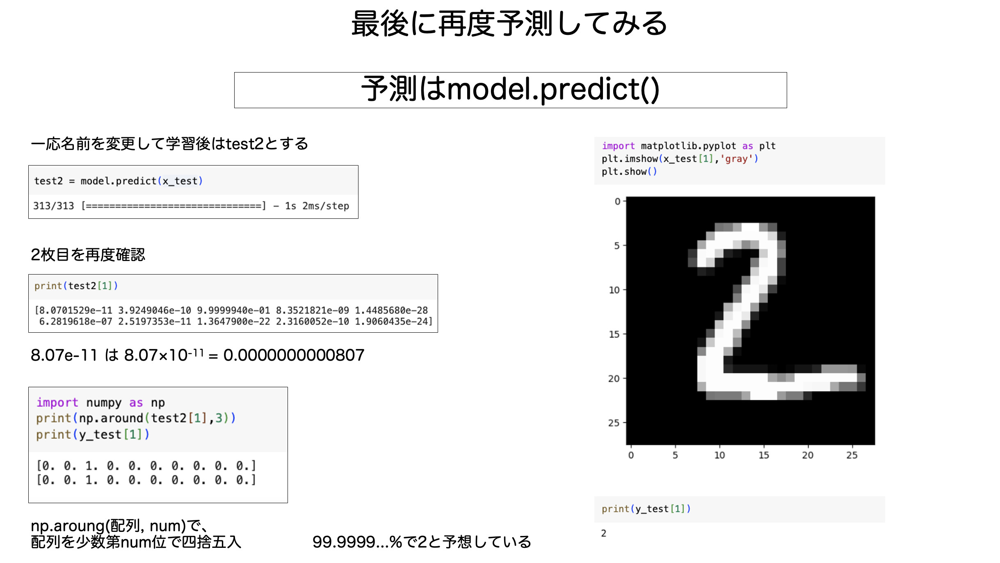 最後に再度予測してみる
予測はmodel.predict()
一応名前を変更して学習後はtest2とする
test2 = model.predict(x_test)
313/313 [==============================] - 1s 2ms/step
2枚目を再度確認
print(test2[1])
[8.0701529e-11 3.9249046e-10 9.9999940e-01 8.3521821e-09 1.4485680e-28
6.2819618e-07 2.5197353e-11 1.3647900e-22 2.3160052e-10 1.9060435e-24]
8.07e-11 は 8.07×10⁻¹¹ = 0.0000000000807
import numpy as np
print(np.around(test2[1],3))
print(y_test[1])
[0. 0. 1. 0. 0. 0. 0. 0. 0. 0.]
[0. 0. 1. 0. 0. 0. 0. 0. 0. 0.]
np.aroung(配列, num)で、
配列を少数第num位で四捨五入
99.9999...%で2と予想している
import matplotlib.pyplot as plt
plt.imshow(x_test[1],'gray')
plt.show()
0
5
10
15
20
25
0 5 10 15 20 25
print(y_test[1])
2